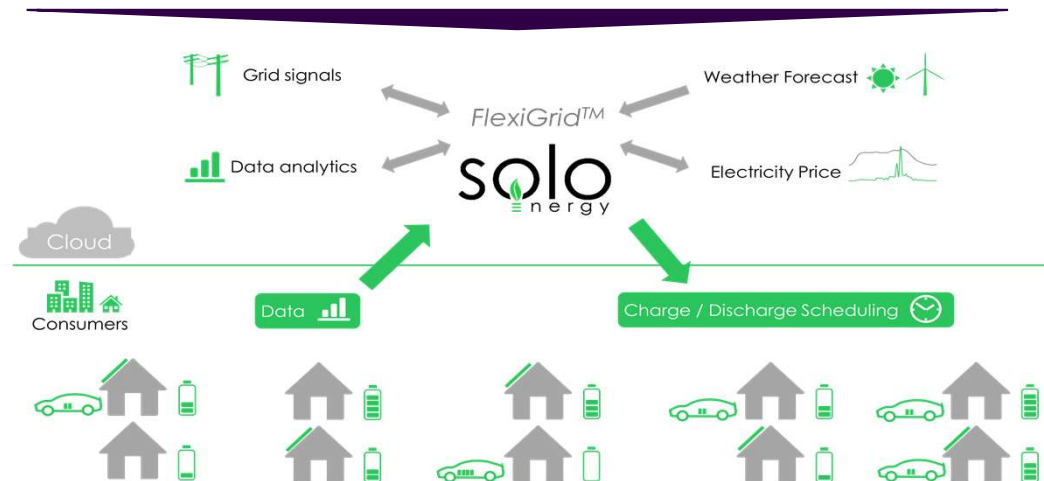 Grid signals
Weather Forecast
FlexiGrid™
Data analytics
solo
energy
Electricity Price
Cloud
Consumers
Data
Charge / Discharge Scheduling